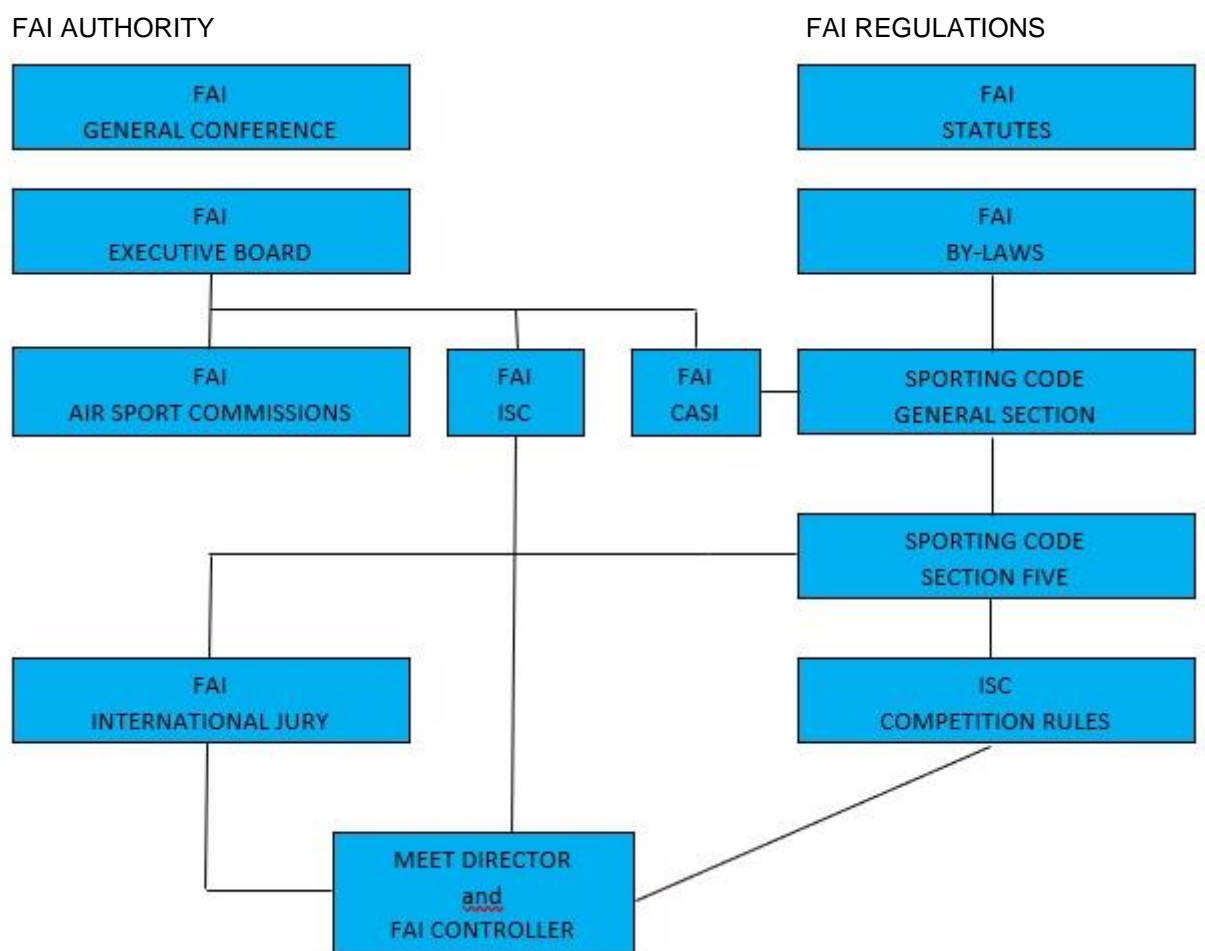 FAI AUTHORITY
FAI REGULATIONS
FAI
GENERAL CONFERENCE
FAI
STATUTES
FAI
EXECUTIVE BOARD
FAI
BY-LAWS
FAI
AIR SPORT COMMISSIONS
FAI
ISC
FAI
CASI
SPORTING CODE
GENERAL SECTION
SPORTING CODE
SECTION FIVE
FAI
INTERNATIONAL JURY
ISC
COMPETITION RULES
MEET DIRECTOR
and
FAI CONTROLLER